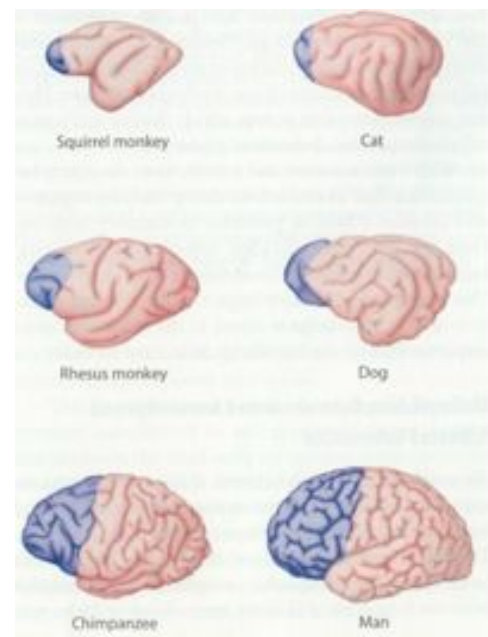 Squirrel monkey
Cat
Rhesus monkey
Dog
Chimpanzee
Man